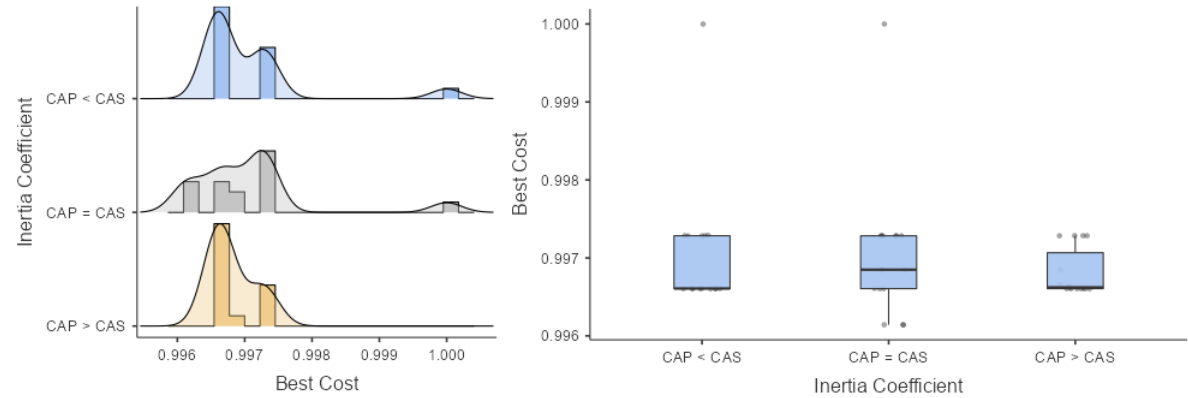 Inertia Coefficient
CAP < CAS
CAP = CAS
CAP > CAS
0.996 0.997 0.998 0.999 1.000
Best Cost
Best Cost
1.000
0.999
0.998
0.997
0.996
CAP < CAS CAP = CAS CAP > CAS
Inertia Coefficient